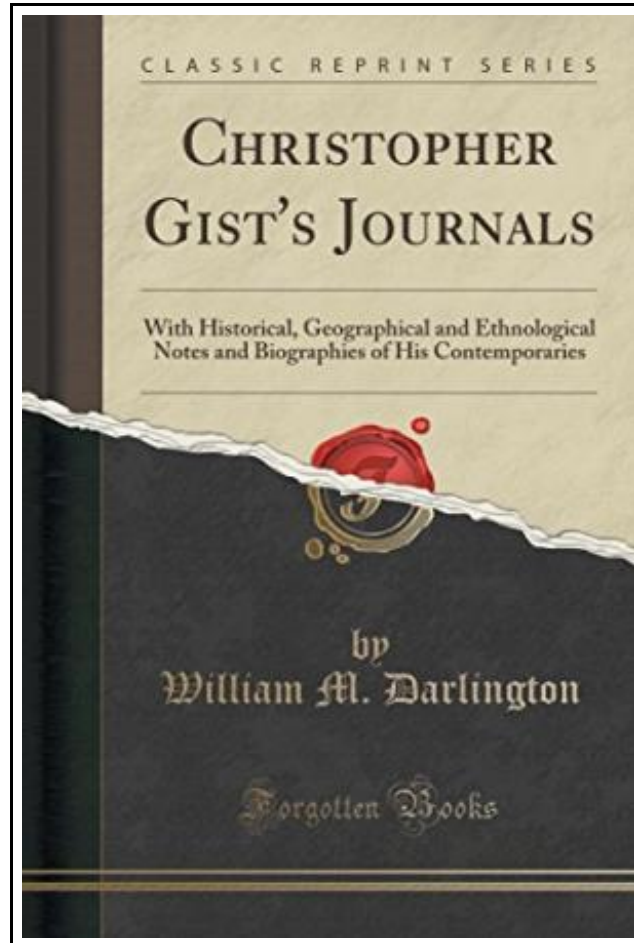 CLASSIC REPRINT SERIES
CHRISTOPHER
GIST'S JOURNALS
With Historical, Geographical and Ethnological
Notes and Biographies of His Contemporaries
by
William M. Darlington
Forgotten Books